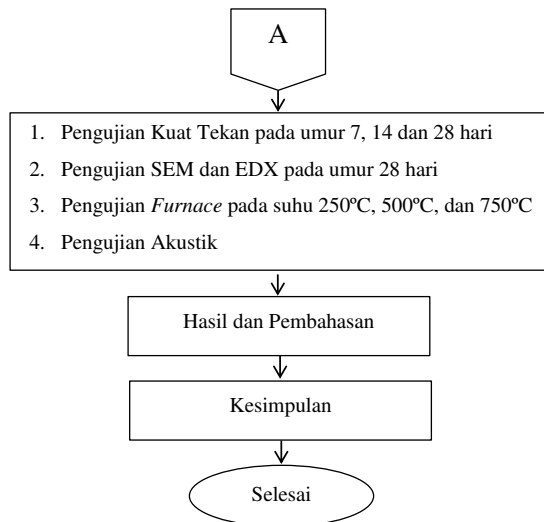 A
1. Pengujian Kuat Tekan pada umur 7, 14 dan 28 hari
2. Pengujian SEM dan EDX pada umur 28 hari
3. Pengujian Furnace pada suhu 250ºC, 500ºC, dan 750ºC
4. Pengujian Akustik
Hasil dan Pembahasan
Kesimpulan
Selesai